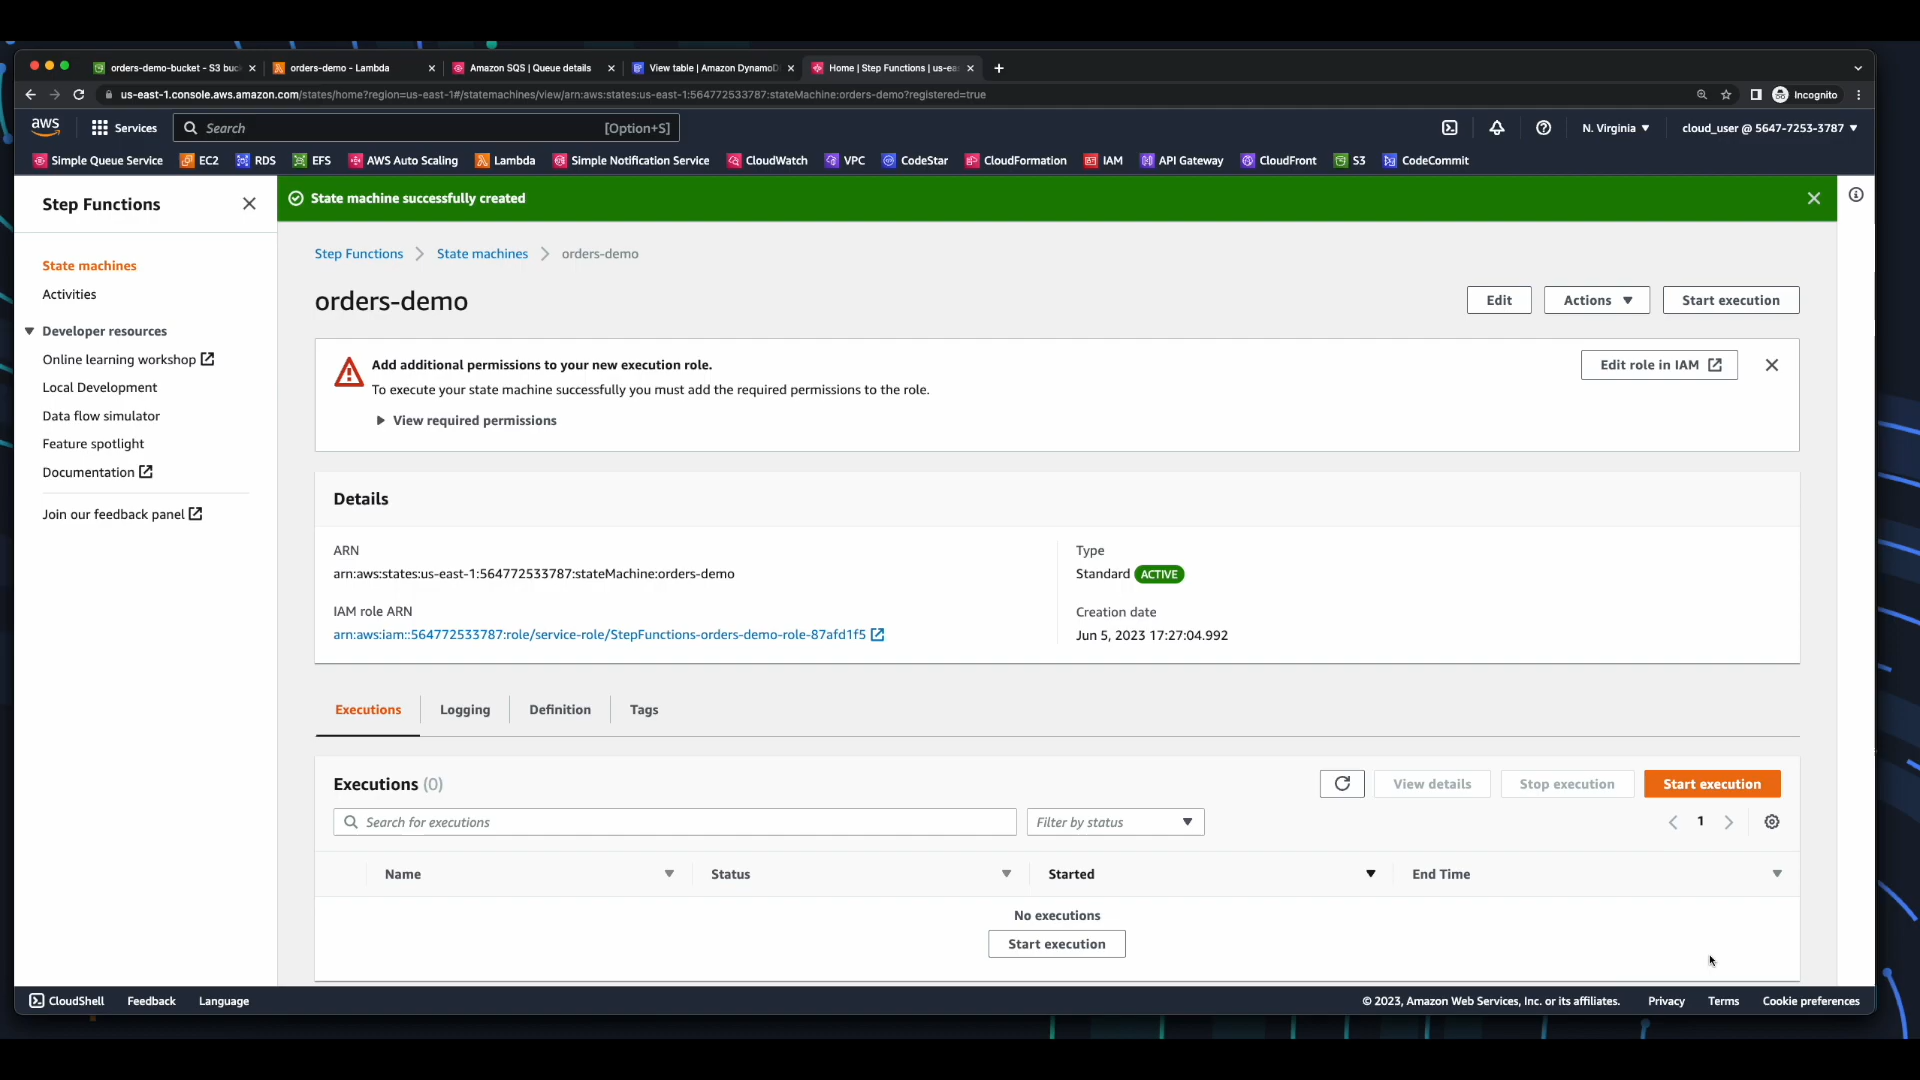 orders-demo-bucket - S3 buc
orders-demo - Lambda
Amazon SQS | Queue details
View table | Amazon DynamoD
Home | Step Functions | us-ea
us-east-1.console.aws.amazon.com/states/home?region=us-east-1#/statemachines/view/arn:aws:states:us-east-1:564772533787:stateMachine:orders-demo?registered=true
Incognito
aws
Services
Search
[Option+S]
N. Virginia
cloud_user @ 5647-7253-3787
Simple Queue Service
EC2
RDS
EFS
AWS Auto Scaling
Lambda
Simple Notification Service
CloudWatch
VPC
CodeStar
CloudFormation
IAM
API Gateway
CloudFront
S3
CodeCommit
Step Functions
State machines
Activities
Developer resources
Online learning workshop
Local Development
Data flow simulator
Feature spotlight
Documentation
Join our feedback panel
State machine successfully created
Step Functions
State machines
orders-demo
orders-demo
Edit
Actions
Start execution
Add additional permissions to your new execution role.
Edit role in IAM
To execute your state machine successfully you must add the required permissions to the role.
View required permissions
Details
ARN
arn:aws:states:us-east-1:564772533787:stateMachine:orders-demo
IAM role ARN
arn:aws:iam::564772533787:role/service-role/StepFunctions-orders-demo-role-87afd1f5
Type
Standard ACTIVE
Creation date
Jun 5, 2023 17:27:04.992
Executions
Logging
Definition
Tags
Executions (0)
View details
Stop execution
Start execution
Search for executions
Filter by status
1
Name
Status
Started
End Time
No executions
Start execution
CloudShell
Feedback
Language
© 2023, Amazon Web Services, Inc. or its affiliates.
Privacy
Terms
Cookie preferences